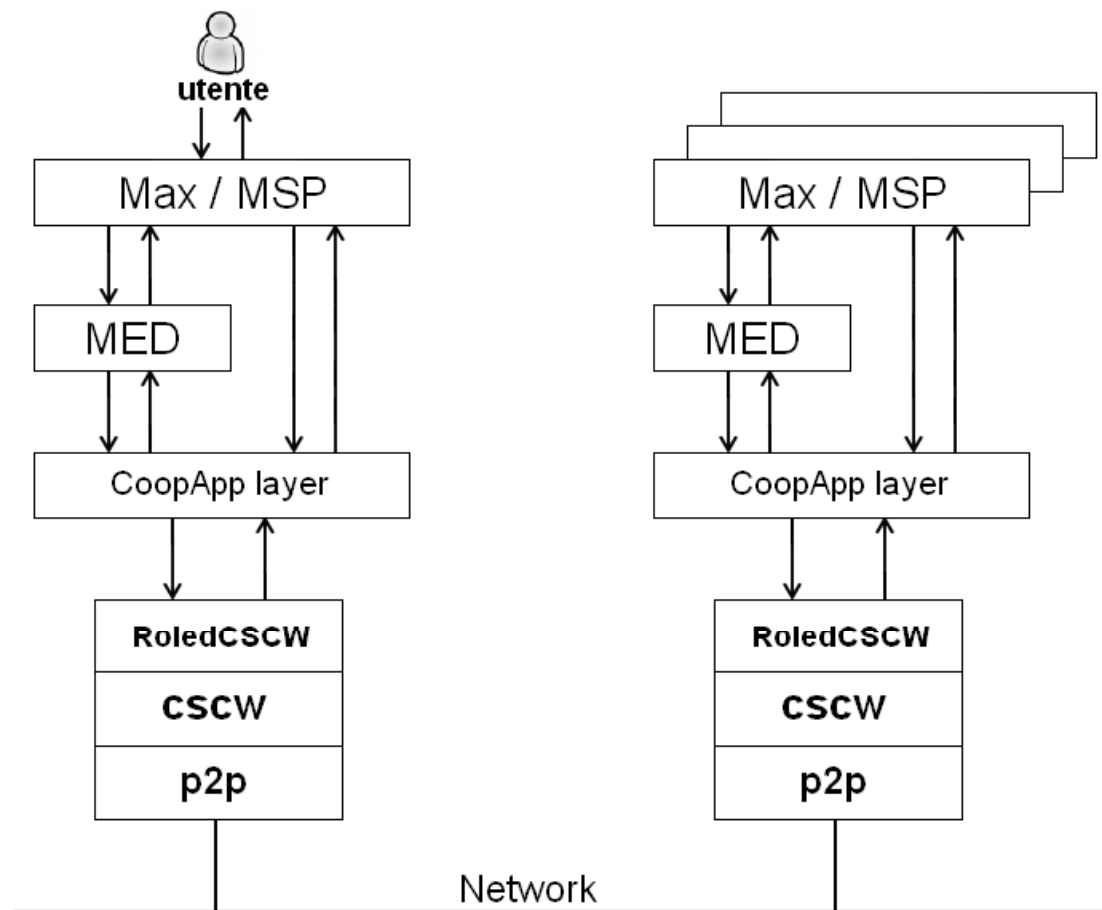 utente
Max / MSP
MED
CoopApp layer
RoledCSCW
CSCW
p2p
Max / MSP
MED
CoopApp layer
RoledCSCW
CSCW
p2p
Network